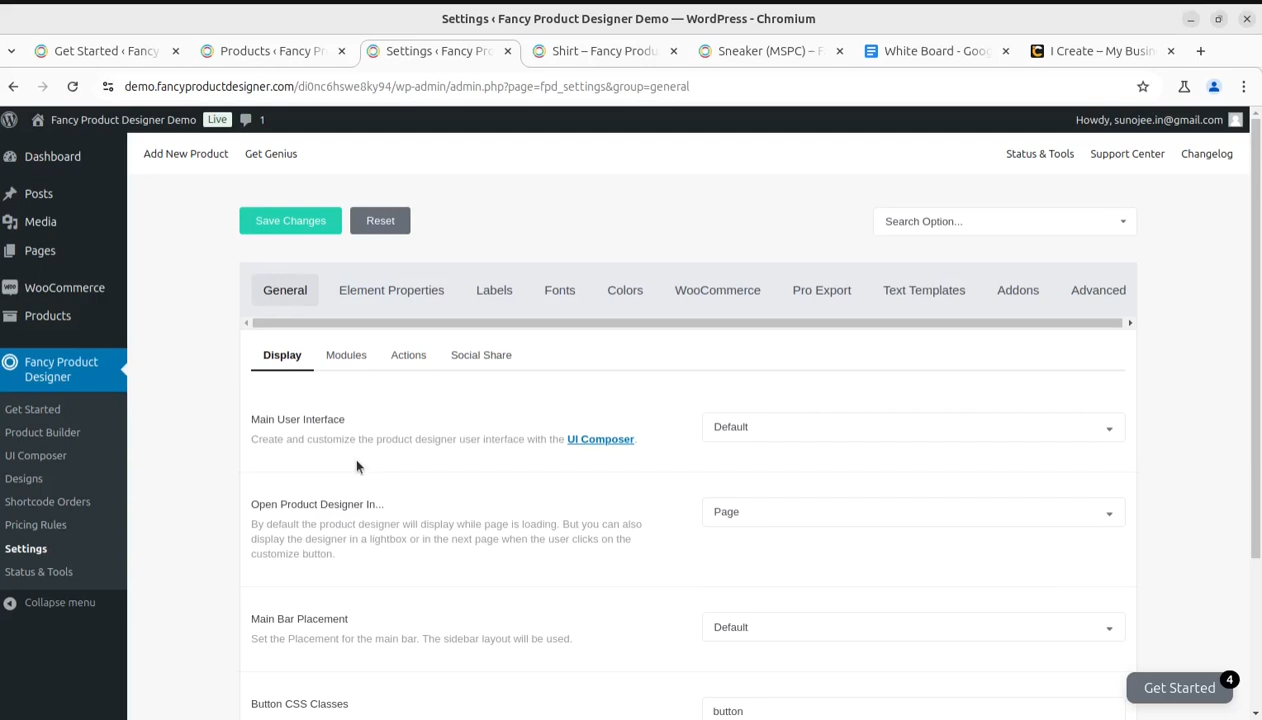 Settings ‹ Fancy Product Designer Demo — WordPress - Chromium
Get Started ‹ Fancy
Products ‹ Fancy Pr
Settings ‹ Fancy Pro
Shirt – Fancy Produ
Sneaker (MSPC) – F
White Board - Goog
I Create – My Busin
demo.fancyproductdesigner.com/di0nc6hswe8ky94/wp-admin/admin.php?page=fpd_settings&group=general
Fancy Product Designer Demo Live 1
Howdy, sunojee.in@gmail.com
Dashboard
Posts
Media
Pages
WooCommerce
Products
Fancy Product
Designer
Get Started
Product Builder
UI Composer
Designs
Shortcode Orders
Pricing Rules
Settings
Status & Tools
Collapse menu
Add New Product Get Genius
Status & Tools Support Center Changelog
Save Changes Reset
Search Option...
General Element Properties Labels Fonts Colors WooCommerce Pro Export Text Templates Addons Advanced
Display Modules Actions Social Share
Main User Interface
Create and customize the product designer user interface with the UI Composer.
Default
Open Product Designer In...
By default the product designer will display while page is loading. But you can also
display the designer in a lightbox or in the next page when the user clicks on the
customize button.
Page
Main Bar Placement
Set the Placement for the main bar. The sidebar layout will be used.
Default
Button CSS Classes
button
Get Started 4